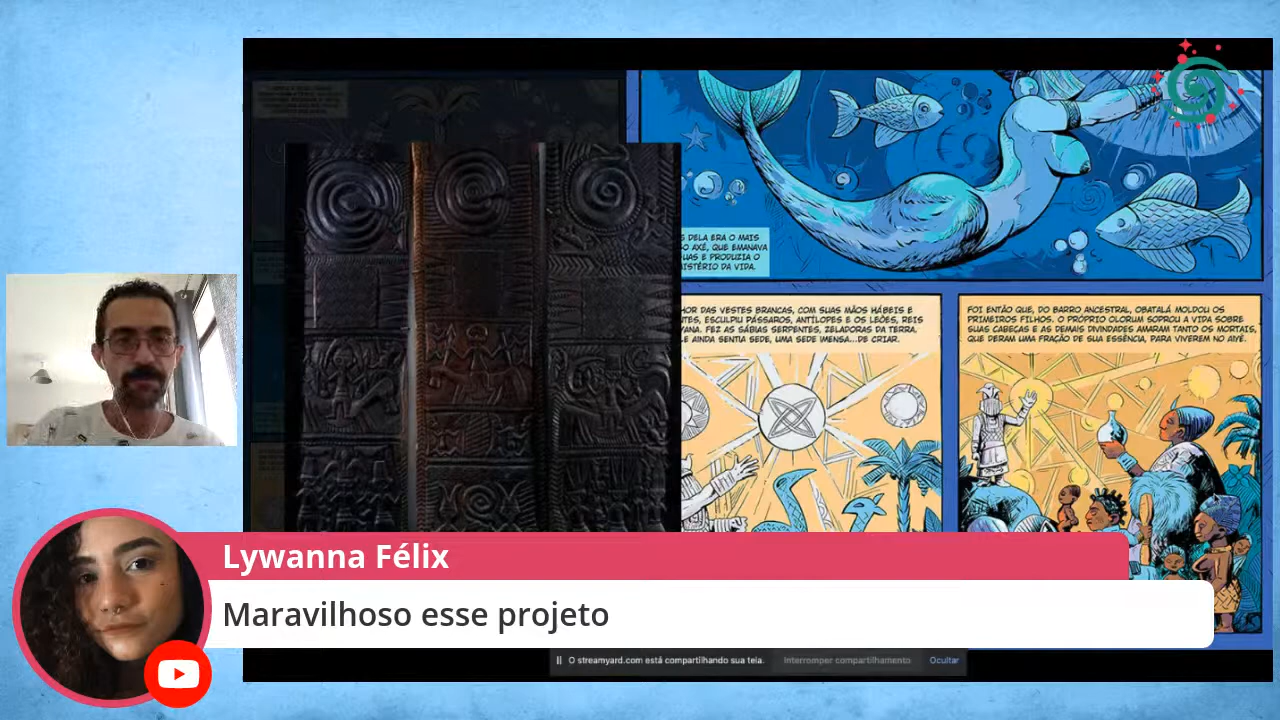 S DELA ERA O MAIS
O AXÉ, QUE EMANAVA
UAS E PRODUZIA O
ISTÉRIO DA VIDA.
HOR DAS VESTES BRANCAS, COM SUAS MÃOS HÁBEIS E
NTES, ESCULPIU PÁSSAROS, ANTÍLOPES E OS LEÕES, REIS
VANA. FEZ AS SÁBIAS SERPENTES, ZELADORAS DA TERRA.
E AINDA SENTIA SEDE, UMA SEDE IMENSA...DE CRIAR.
FOI ENTÃO QUE, DO BARRO ANCESTRAL, OBATALÁ MOLDOU OS
PRIMEIROS FILHOS. O PRÓPRIO OLORUM SOPROU A VIDA SOBRE
SUAS CABEÇAS E AS DEMAIS DIVINDADES AMARAM TANTO OS MORTAIS,
QUE DERAM UMA FRAÇÃO DE SUA ESSÊNCIA, PARA VIVEREM NO AIYÊ.
Lywanna Félix
Maravilhoso esse projeto
O streamyard.com está compartilhando sua tela. Interromper compartilhamento Ocultar